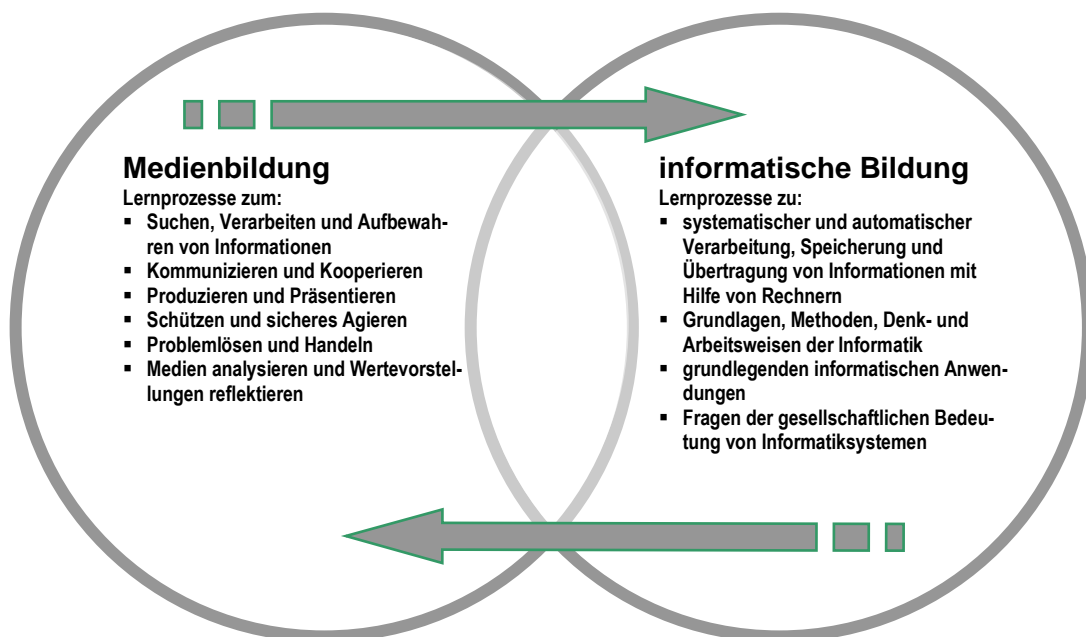 Medienbildung
Lernprozesse zum:
▪ Suchen, Verarbeiten und Aufbewah-
ren von Informationen
▪ Kommunizieren und Kooperieren
▪ Produzieren und Präsentieren
▪ Schützen und sicheres Agieren
▪ Problemlösen und Handeln
▪ Medien analysieren und Wertevorstel-
lungen reflektieren
informatische Bildung
Lernprozesse zu:
▪ systematischer und automatischer
Verarbeitung, Speicherung und
Übertragung von Informationen mit
Hilfe von Rechnern
▪ Grundlagen, Methoden, Denk- und
Arbeitsweisen der Informatik
▪ grundlegenden informatischen Anwen-
dungen
▪ Fragen der gesellschaftlichen Bedeu-
tung von Informatiksystemen